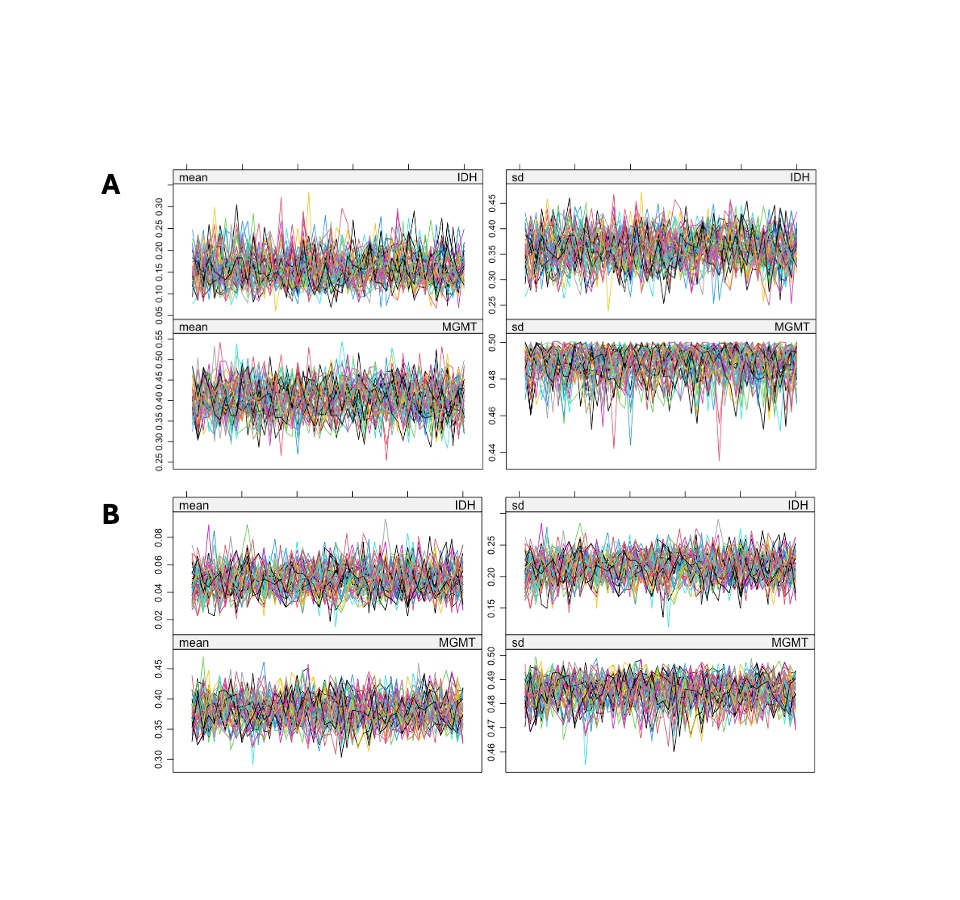 A
mean IDH
sd IDH
0.05 0.10 0.15 0.20 0.25 0.30
0.25 0.30 0.35 0.40 0.45
mean MGMT
sd MGMT
0.25 0.30 0.35 0.40 0.45 0.50 0.55
0.44 0.46 0.48 0.50
B
mean IDH
sd IDH
0.02 0.04 0.06 0.08
0.15 0.20 0.25
mean MGMT
sd MGMT
0.30 0.35 0.40 0.45
0.46 0.47 0.48 0.49 0.50